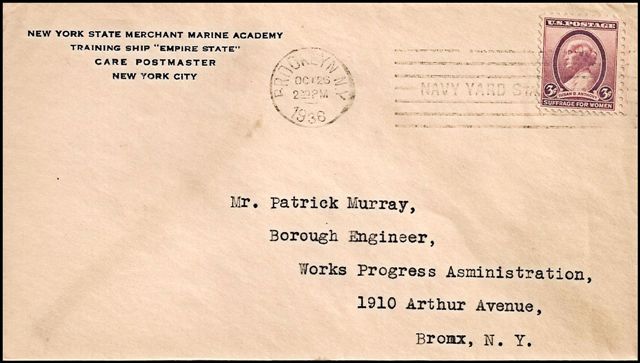 NEW YORK STATE MERCHANT MARINE ACADEMY
TRAINING SHIP "EMPIRE STATE"
CARE POSTMASTER
NEW YORK CITY
BROOKLYN N.Y.
OCT 26
2 PM
1936
NAVY YARD STA
U.S. POSTAGE
3¢ SUSAN B. ANTHONY 3¢
SUFFRAGE FOR WOMEN
Mr. Patrick Murray,
Borough Engineer,
Works Progress Asministration,
1910 Arthur Avenue,
Bronx, N. Y.